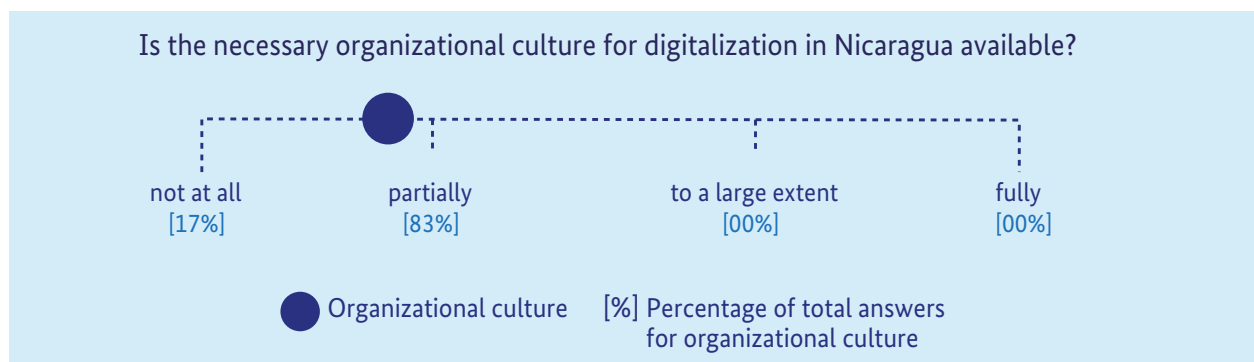 Is the necessary organizational culture for digitalization in Nicaragua available?
not at all
[17%]
partially
[83%]
to a large extent
[00%]
fully
[00%]
Organizational culture
[%] Percentage of total answers
for organizational culture